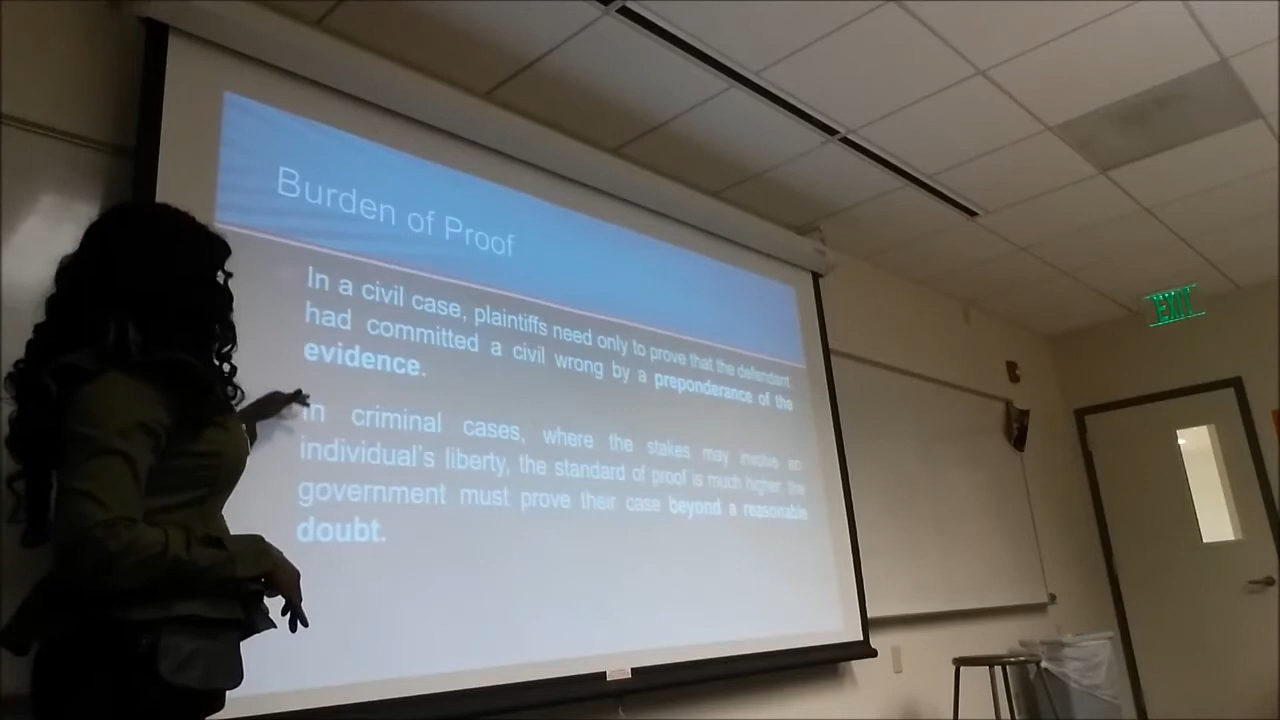 Burden of Proof
In a civil case, plaintiffs need only to prove that the defendant
had committed a civil wrong by a preponderance of the
evidence.
In criminal cases, where the stakes may involve an
individual's liberty, the standard of proof is much higher the
government must prove their case beyond a reasonable
doubt.
EXIT